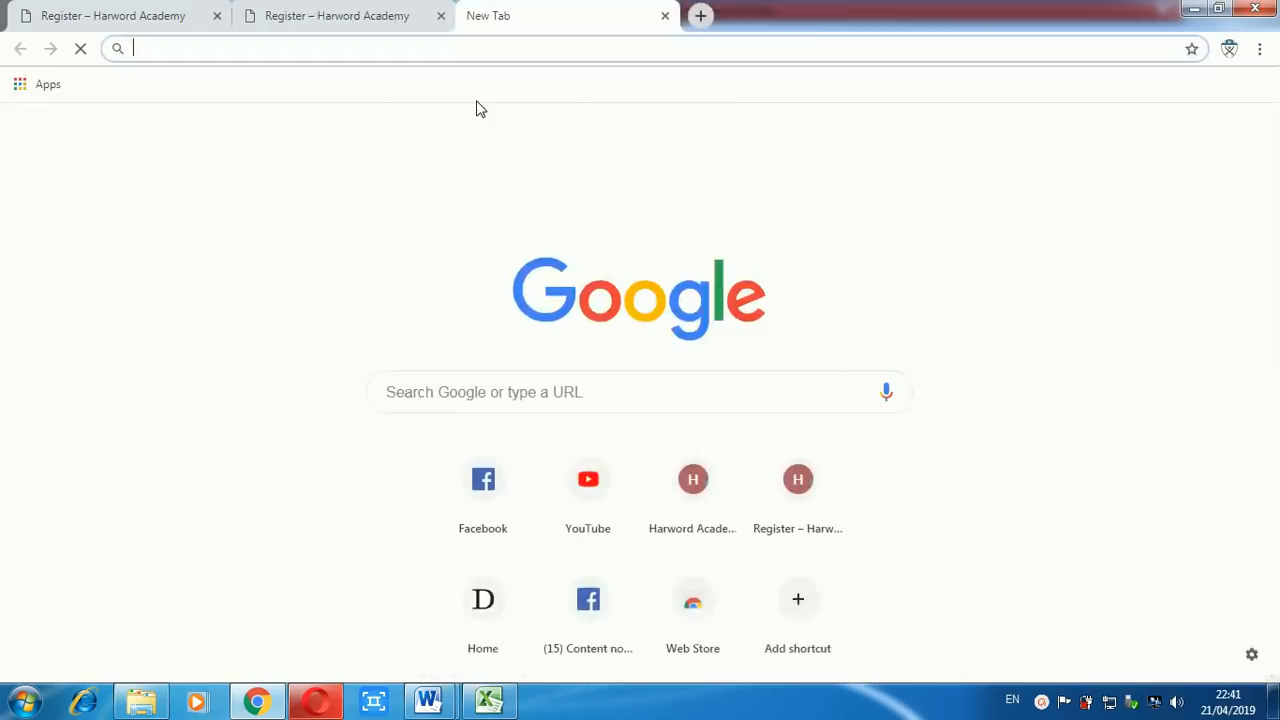 Register – Harword Academy
Register – Harword Academy
New Tab
Apps
Google
Search Google or type a URL
H
H
Facebook
YouTube
Harword Acade...
Register – Harw...
D
Home
(15) Content no...
Web Store
Add shortcut
EN
22:41
21/04/2019